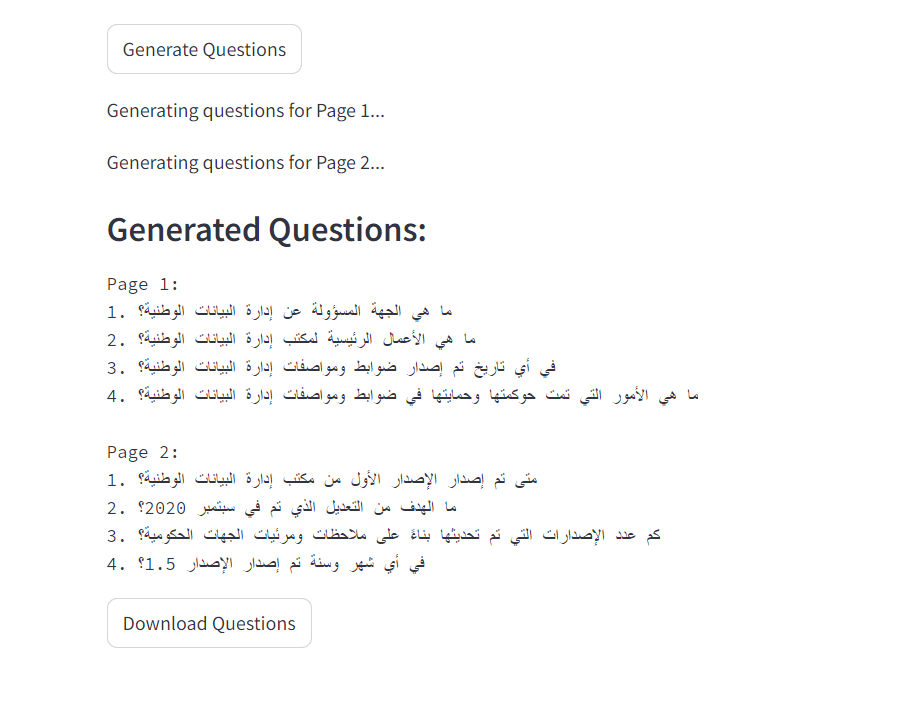 Generate Questions
Generating questions for Page 1...
Generating questions for Page 2...
Generated Questions:
Page 1:
1. ما هي الجهة المسؤولة عن إدارة البيانات الوطنية؟
2. ما هي الأعمال الرئيسية لمكتب إدارة البيانات الوطنية؟
3. في أي تاريخ تم إصدار ضوابط ومواصفات إدارة البيانات الوطنية؟
4. ما هي الأمور التي تمت حوكمتها وحمايتها في ضوابط ومواصفات إدارة البيانات الوطنية؟
Page 2:
1. متى تم إصدار الإصدار الأول من مكتب إدارة البيانات الوطنية؟
2. ما الهدف من التعديل الذي تم في سبتمبر 2020؟
3. كم عدد الإصدارات التي تم تحديثها بناءً على ملاحظات ومرئيات الجهات الحكومية؟
4. في أي شهر وسنة تم إصدار الإصدار 1.5؟
Download Questions